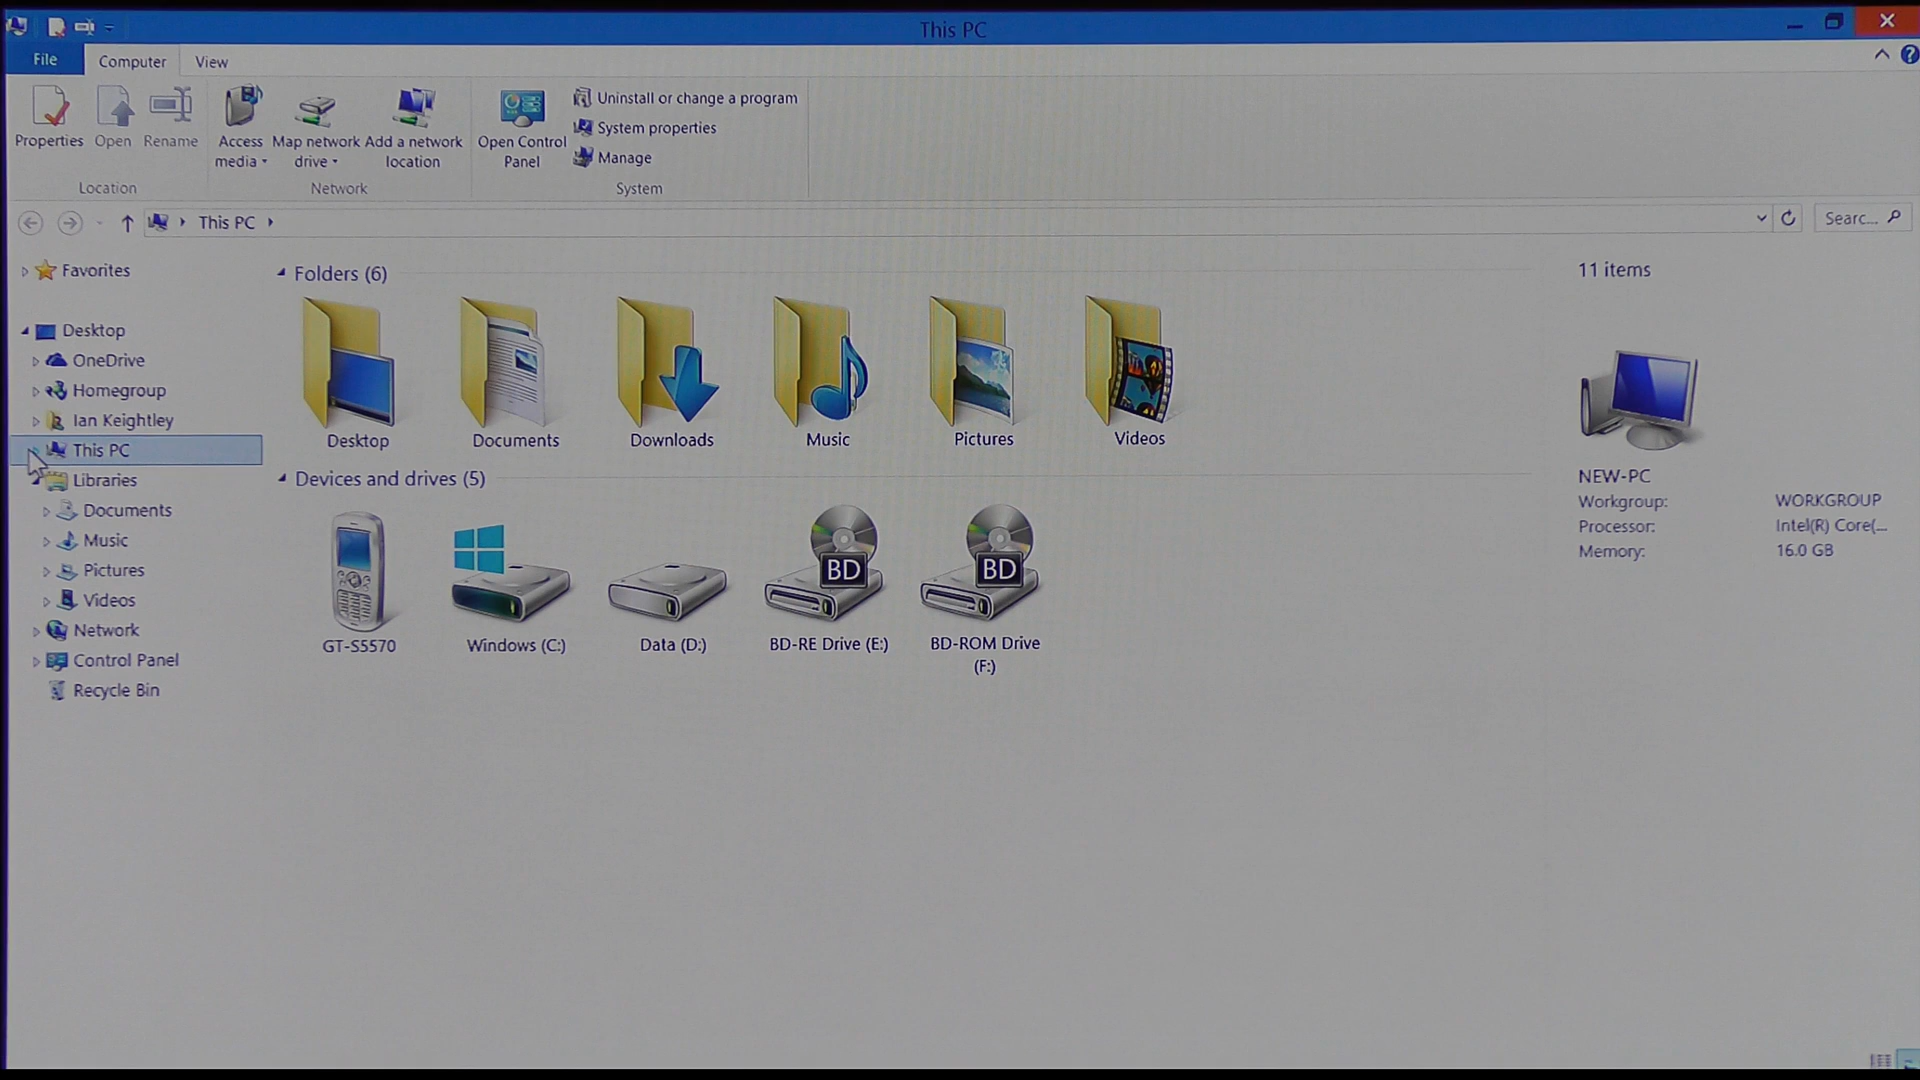 This PC
File
Computer
View
Properties
Open
Rename
Access
media
Map network
drive
Add a network
location
Open Control
Panel
Uninstall or change a program
System properties
Manage
Location
Network
System
This PC
Searc...
Favorites
Desktop
OneDrive
Homegroup
Ian Keightley
This PC
Libraries
Documents
Music
Pictures
Videos
Network
Control Panel
Recycle Bin
Folders (6)
Desktop
Documents
Downloads
Music
Pictures
Videos
Devices and drives (5)
BD
BD
GT-S5570
Windows (C:)
Data (D:)
BD-RE Drive (E:)
BD-ROM Drive
(F:)
11 items
NEW-PC
Workgroup: WORKGROUP
Processor: Intel(R) Core(...
Memory: 16.0 GB